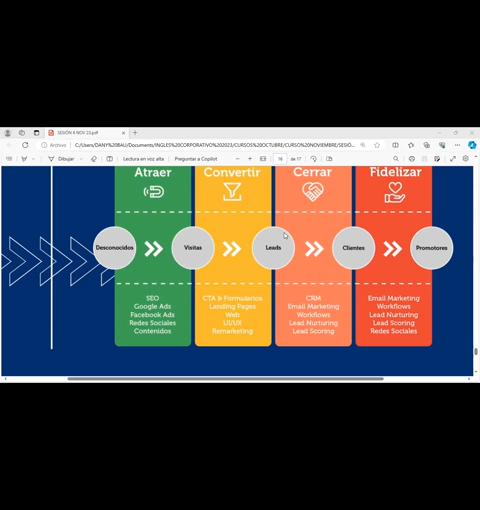 SESIÓN 4 NOV 23.pdf
Archivo
C:/Users/DANY%20BAU/Documents/INGLES%20CORPORATIVO%202023/CURSOS%20OCTUBRE/CURSO%20NOVIEMBRE/SESIÓ...
Dibujar
Lectura en voz alta
Preguntar a Copilot
16
de 17
Atraer
Convertir
Cerrar
Fidelizar
Desconocidos
Visitas
Leads
Clientes
Promotores
SEO
Google Ads
Facebook Ads
Redes Sociales
Contenidos
CTA & Formularios
Landing Pages
Web
UI/UX
Remarketing
CRM
Email Marketing
Workflows
Lead Nurturing
Lead Scoring
Email Marketing
Workflows
Lead Nurturing
Lead Scoring
Redes Sociales